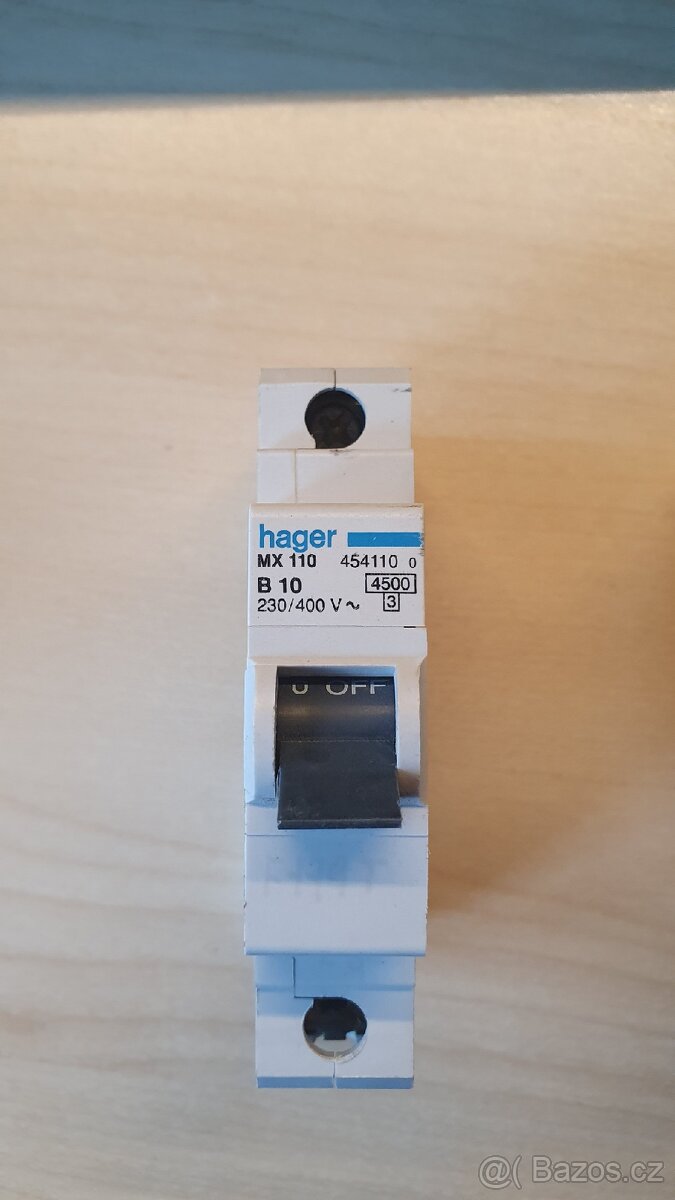 hager
MX 110 454110 0
B 10 4500
230/400 V ~ 3
0 OFF
@( Bazos.cz